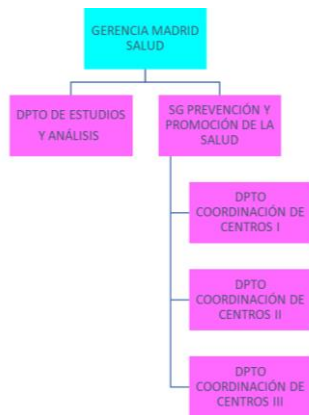 GERENCIA MADRID
SALUD
DPTO DE ESTUDIOS
Y ANÁLISIS
SG PREVENCIÓN Y
PROMOCIÓN DE LA
SALUD
DPTO
COORDINACIÓN DE
CENTROS I
DPTO
COORDINACIÓN DE
CENTROS II
DPTO
COORDINACIÓN DE
CENTROS III